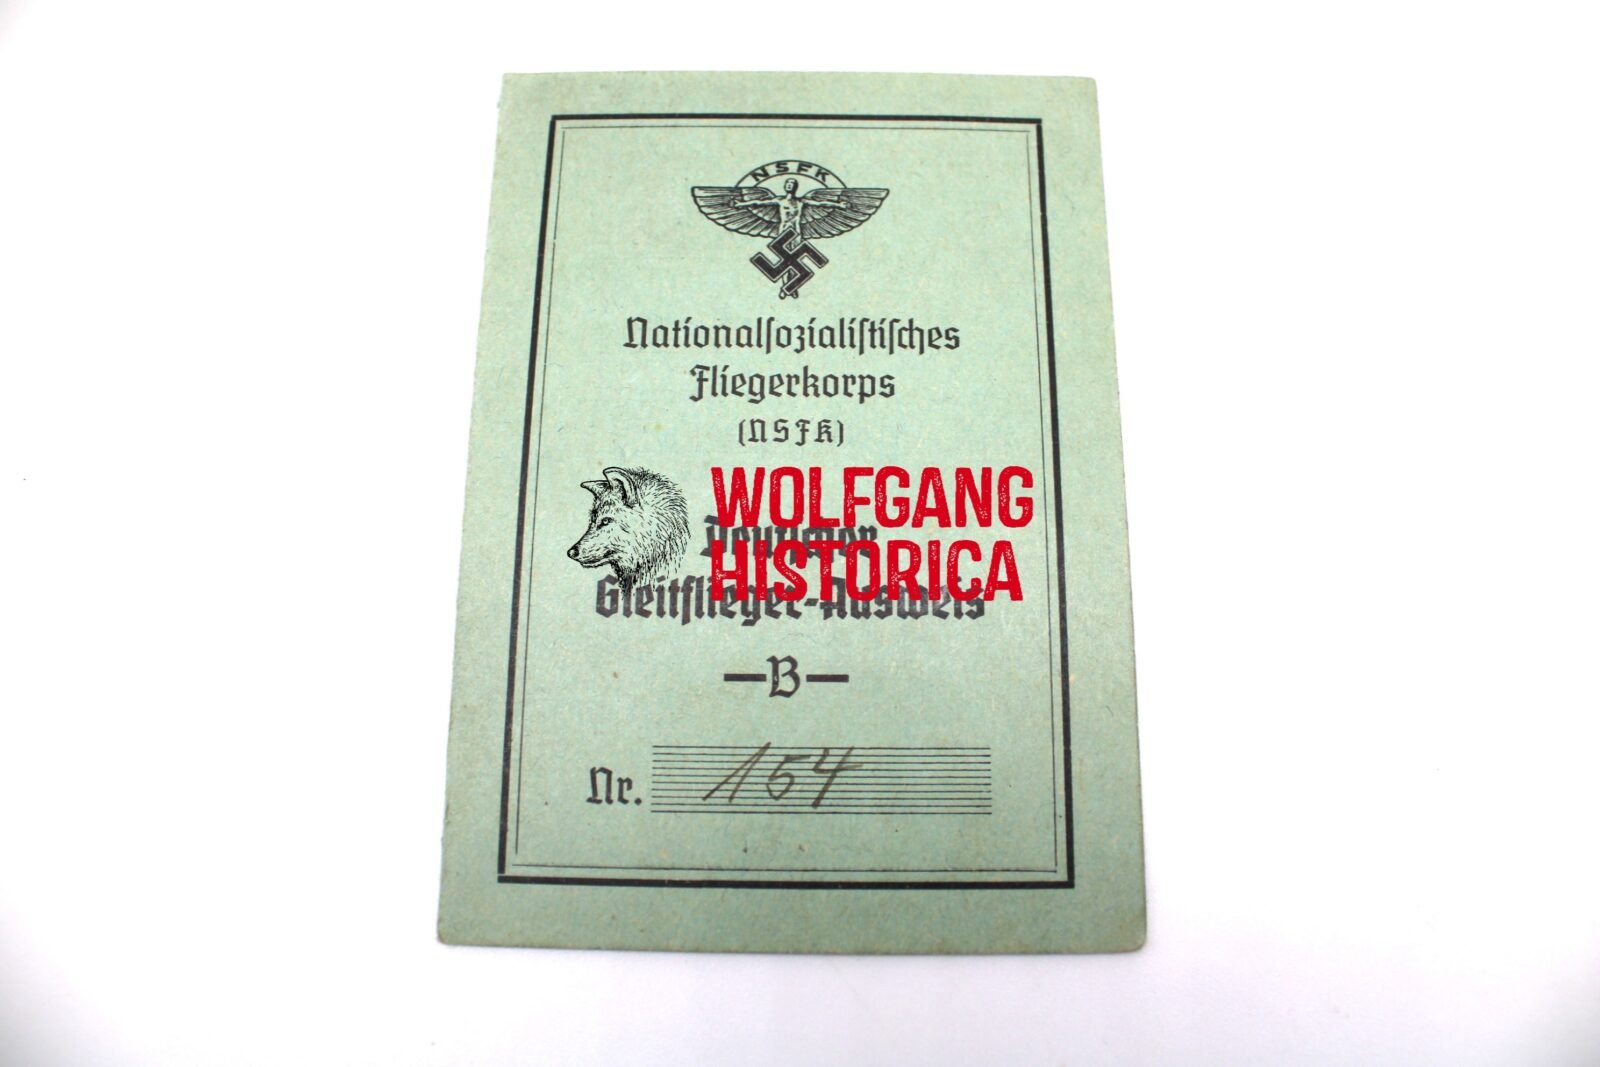 NSFK
Nationalſozialiſtiſches
Fliegerkorps
(NSFK)
WOLFGANG
HISTORICA
Gleitflieger-Ausweis
—B—
Nr. 154